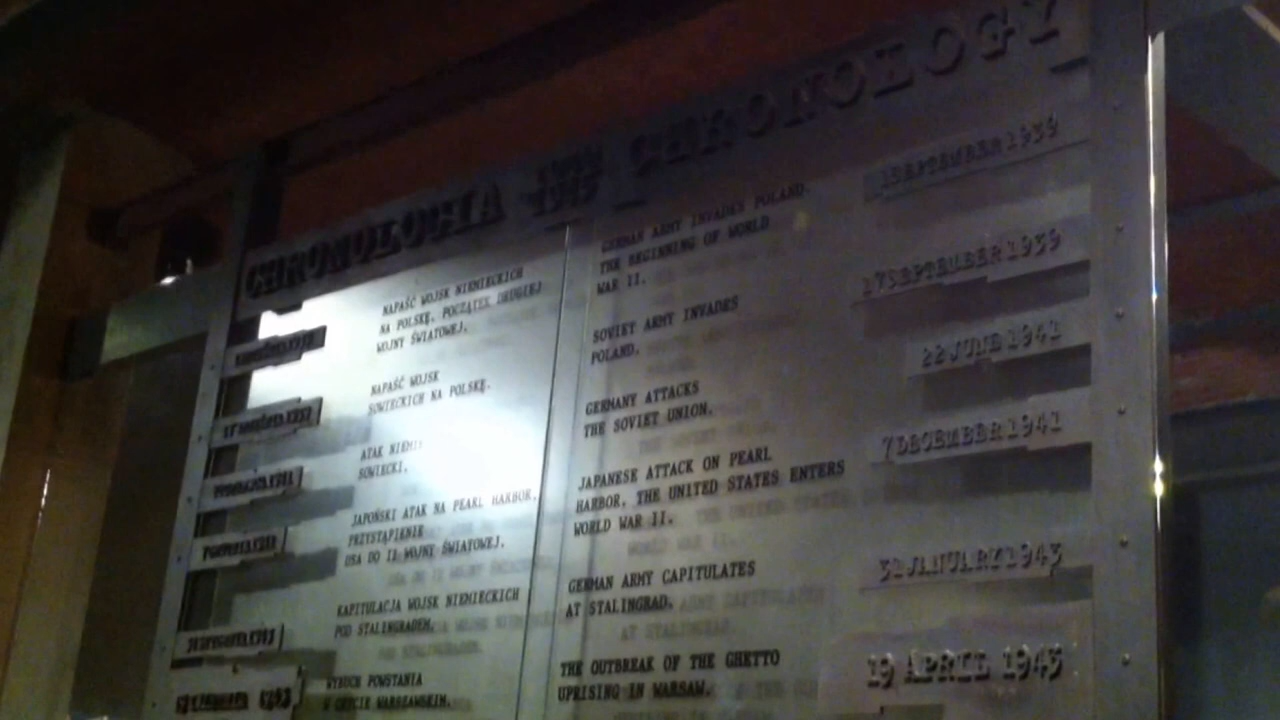 CHRONOLOGIA 1939 1945 CHRONOLOGY
NAPAŚĆ WOJSK NIEMIECKICH
NA POLSKĘ. POCZĄTEK DRUGIEJ
WOJNY ŚWIATOWEJ.
NAPAŚĆ WOJSK
SOWIECKICH NA POLSKĘ.
ATAK
SOWIECKI.
JAPOŃSKI ATAK NA PEARL HARBOR,
PRZYSTĄPIENIE
USA DO II WOJNY ŚWIATOWEJ.
KAPITULACJA WOJSK NIEMIECKICH
POD STALINGRADEM.
WYBUCH POWSTANIA
W GETCIE WARSZAWSKIM.
GERMAN ARMY INVADES POLAND.
THE BEGINNING OF WORLD
WAR II.
1 SEPTEMBER 1939
SOVIET ARMY INVADES
POLAND.
17 SEPTEMBER 1939
GERMANY ATTACKS
THE SOVIET UNION.
22 JUNE 1941
JAPANESE ATTACK ON PEARL
HARBOR, THE UNITED STATES ENTERS
WORLD WAR II.
7 DECEMBER 1941
GERMAN ARMY CAPITULATES
AT STALINGRAD.
31 JANUARY 1943
THE OUTBREAK OF THE GHETTO
UPRISING IN WARSAW.
19 APRIL 1943